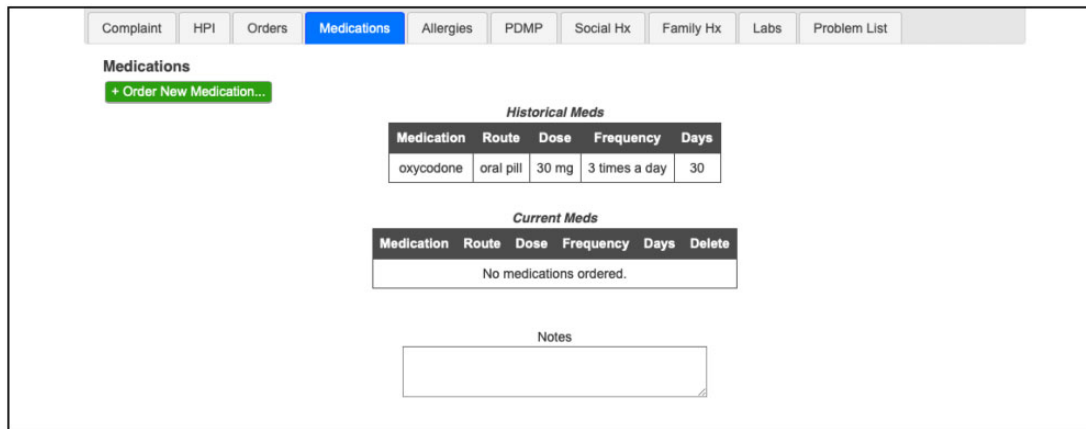 Complaint HPI Orders Medications Allergies PDMP Social Hx Family Hx Labs Problem List
Medications
+ Order New Medication...
Historical Meds
Medication Route Dose Frequency Days
oxycodone oral pill 30 mg 3 times a day 30
Current Meds
Medication Route Dose Frequency Days Delete
No medications ordered.
Notes